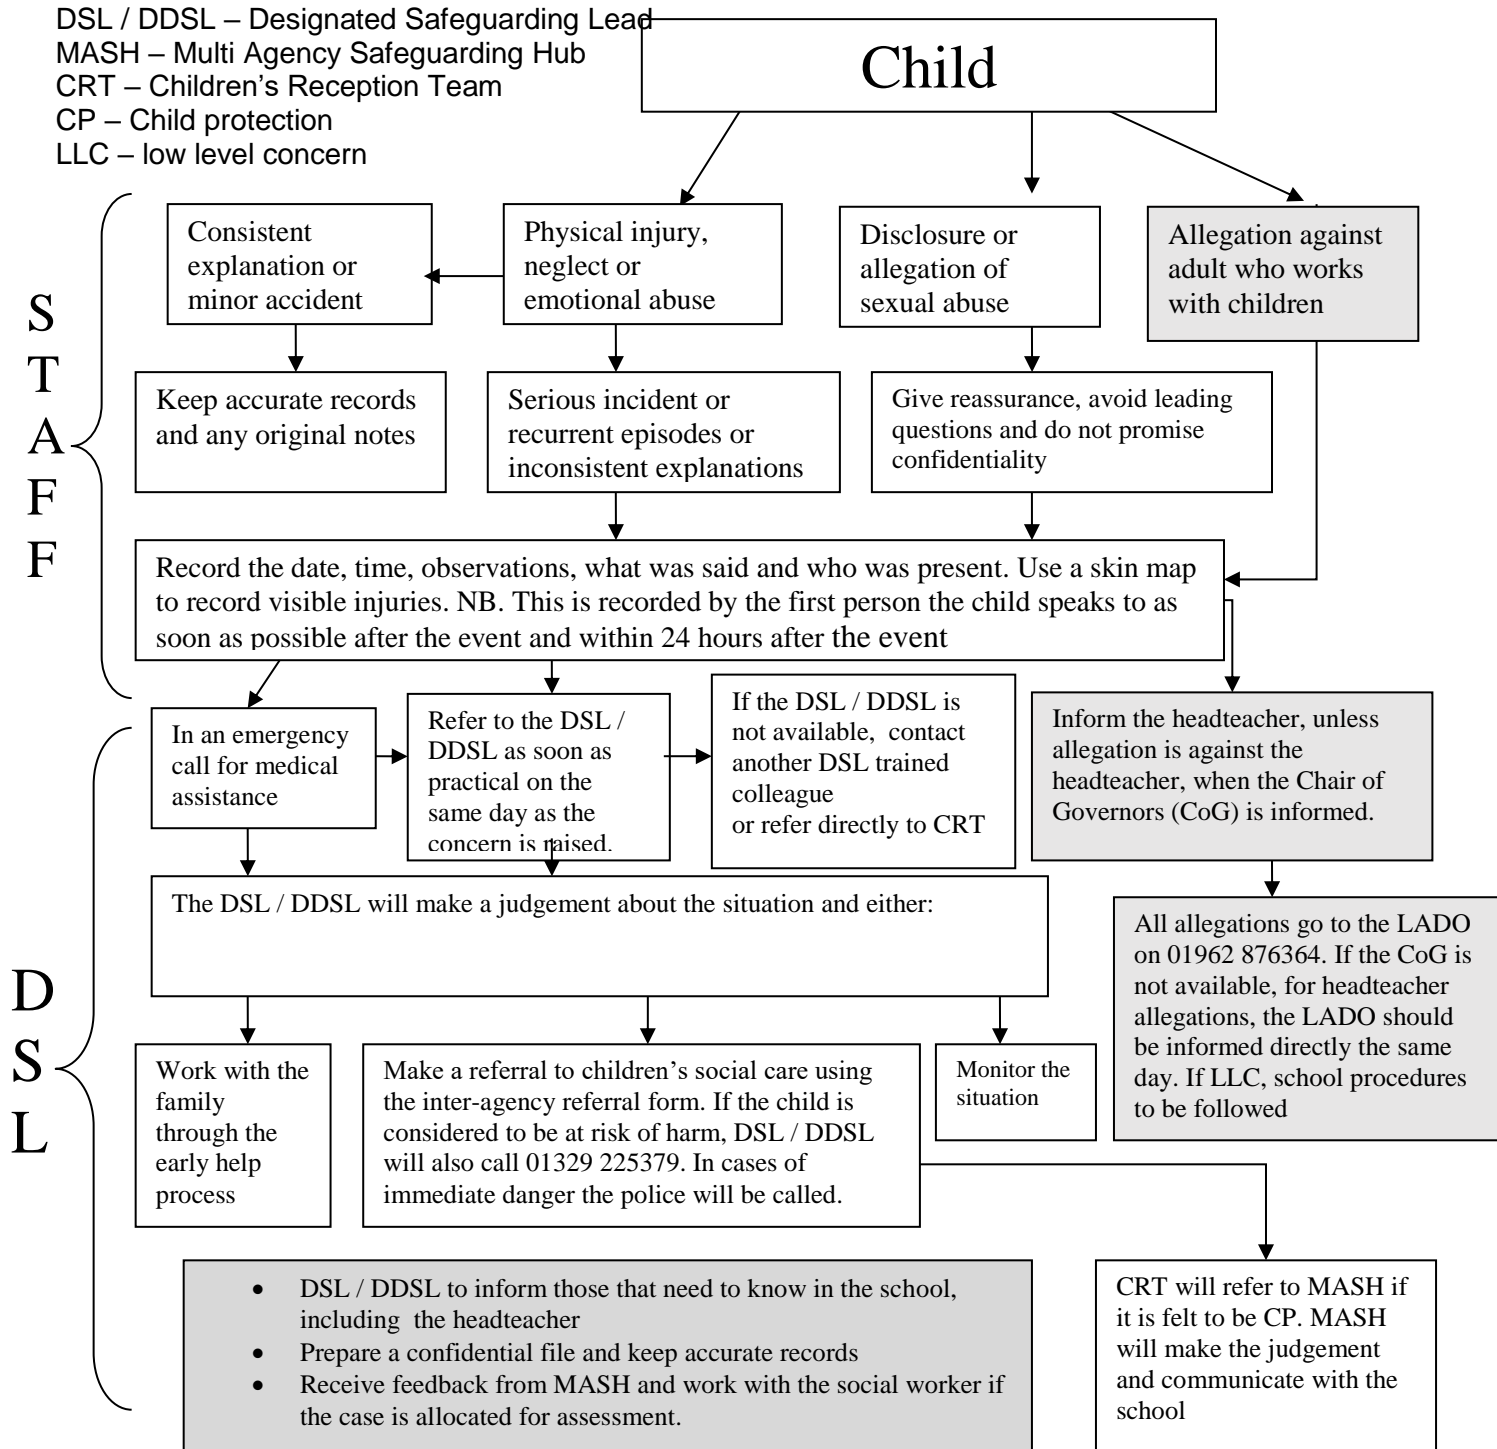 DSL / DDSL – Designated Safeguarding Lead
MASH – Multi Agency Safeguarding Hub
CRT – Children's Reception Team
CP – Child protection
LLC – low level concern
Child
STAFF
Consistent
explanation or
minor accident
Physical injury,
neglect or
emotional abuse
Disclosure or
allegation of
sexual abuse
Allegation against
adult who works
with children
Keep accurate records
and any original notes
Serious incident or
recurrent episodes or
inconsistent explanations
Give reassurance, avoid leading
questions and do not promise
confidentiality
Record the date, time, observations, what was said and who was present. Use a skin map
to record visible injuries. NB. This is recorded by the first person the child speaks to as
soon as possible after the event and within 24 hours after the event
DSL
In an emergency
call for medical
assistance
Refer to the DSL /
DDSL as soon as
practical on the
same day as the
concern is raised.
If the DSL / DDSL is
not available, contact
another DSL trained
colleague
or refer directly to CRT
Inform the headteacher, unless
allegation is against the
headteacher, when the Chair of
Governors (CoG) is informed.
The DSL / DDSL will make a judgement about the situation and either:
All allegations go to the LADO
on 01962 876364. If the CoG is
not available, for headteacher
allegations, the LADO should
be informed directly the same
day. If LLC, school procedures
to be followed
Work with the
family
through the
early help
process
Make a referral to children's social care using
the inter-agency referral form. If the child is
considered to be at risk of harm, DSL / DDSL
will also call 01329 225379. In cases of
immediate danger the police will be called.
Monitor the
situation
• DSL / DDSL to inform those that need to know in the school,
including the headteacher
• Prepare a confidential file and keep accurate records
• Receive feedback from MASH and work with the social worker if
the case is allocated for assessment.
CRT will refer to MASH if
it is felt to be CP. MASH
will make the judgement
and communicate with the
school